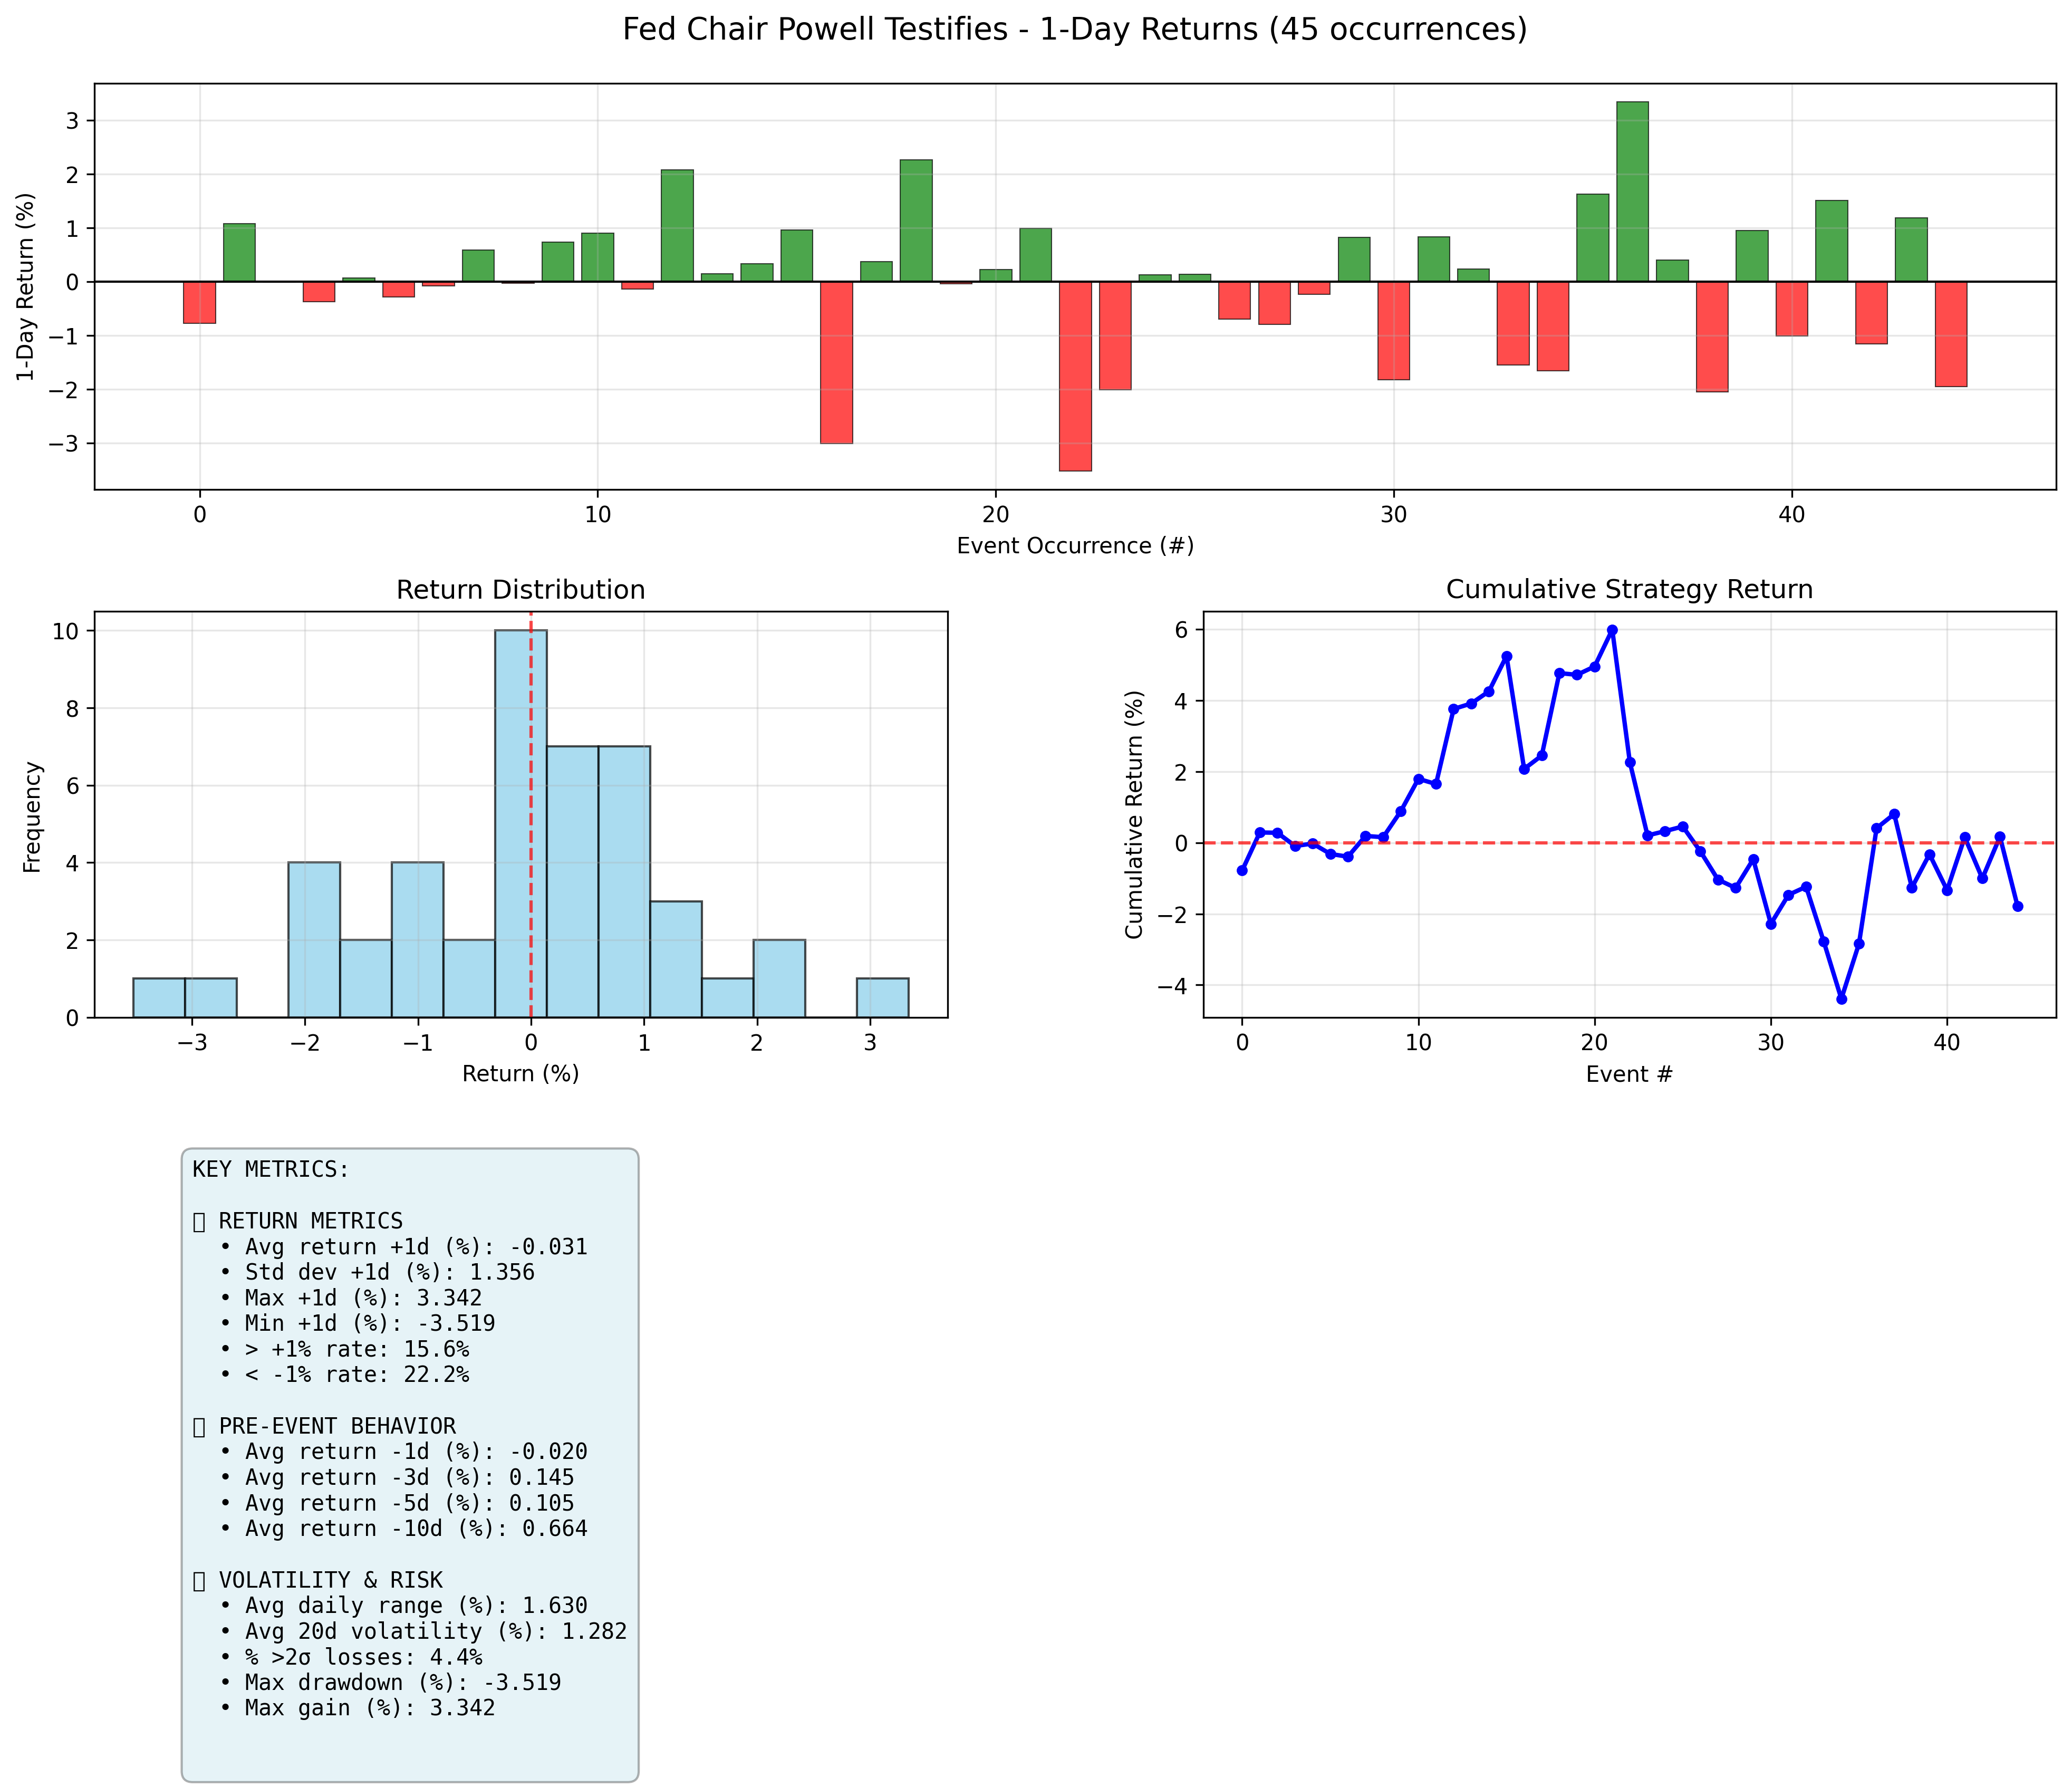 Fed Chair Powell Testifies - 1-Day Returns (45 occurrences)
1-Day Return (%)
3
2
1
0
−1
−2
−3
0 10 20 30 40
Event Occurrence (#)
Return Distribution
Frequency
10
8
6
4
2
0
−3 −2 −1 0 1 2 3
Return (%)
Cumulative Strategy Return
Cumulative Return (%)
6
4
2
0
−2
−4
0 10 20 30 40
Event #
KEY METRICS:
RETURN METRICS
• Avg return +1d (%): -0.031
• Std dev +1d (%): 1.356
• Max +1d (%): 3.342
• Min +1d (%): -3.519
• > +1% rate: 15.6%
• < -1% rate: 22.2%
PRE-EVENT BEHAVIOR
• Avg return -1d (%): -0.020
• Avg return -3d (%): 0.145
• Avg return -5d (%): 0.105
• Avg return -10d (%): 0.664
VOLATILITY & RISK
• Avg daily range (%): 1.630
• Avg 20d volatility (%): 1.282
• % >2σ losses: 4.4%
• Max drawdown (%): -3.519
• Max gain (%): 3.342